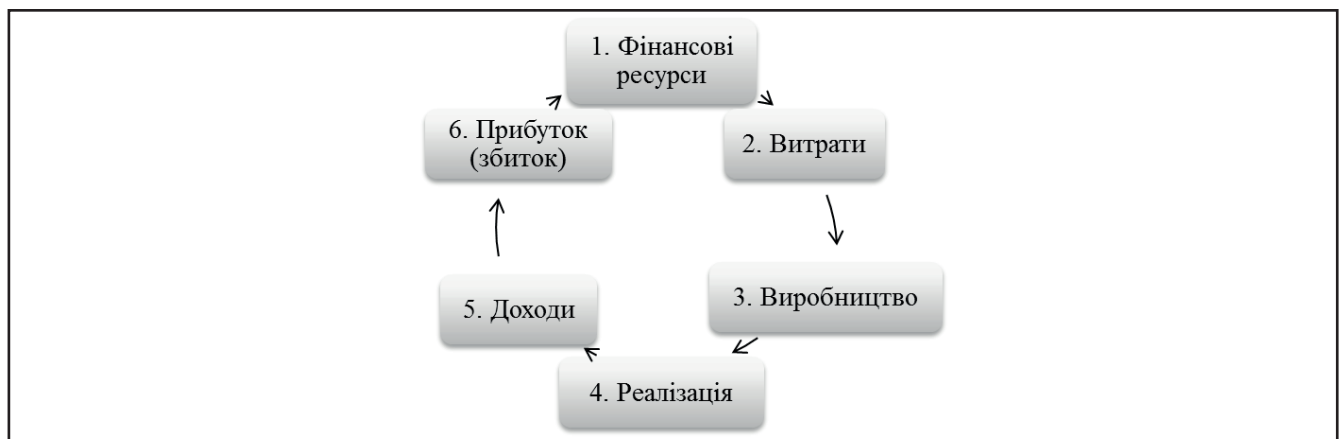 1. Фінансові
ресурси
2. Витрати
3. Виробництво
4. Реалізація
5. Доходи
6. Прибуток
(збиток)